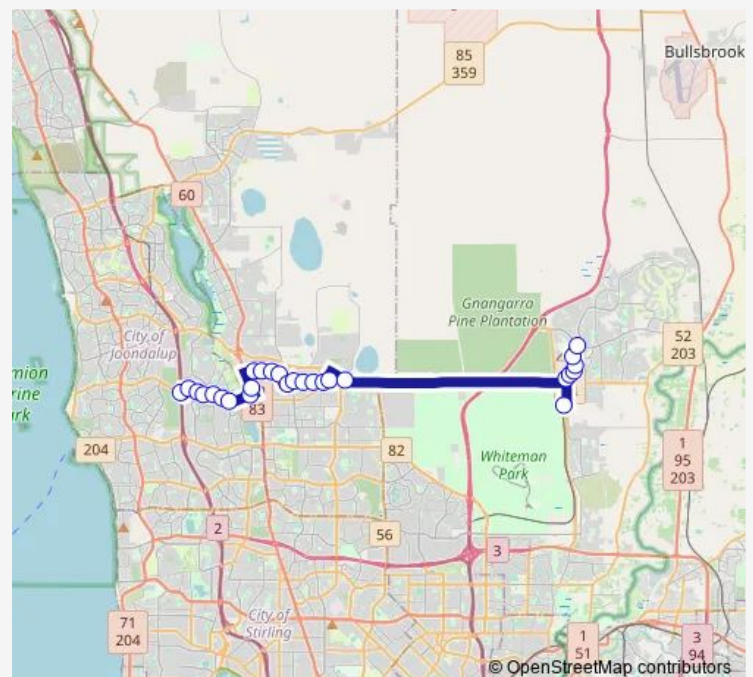 85
359
Bullsbrook
60
Gnangarra
Pine Plantation
52
203
City of
Joondalup
mion
rine
rk
83
204
82
1
95
203
Whiteman
Park
2
56
3
City of
Stirling
71
204
1
51
3
94
© OpenStreetMap contributors